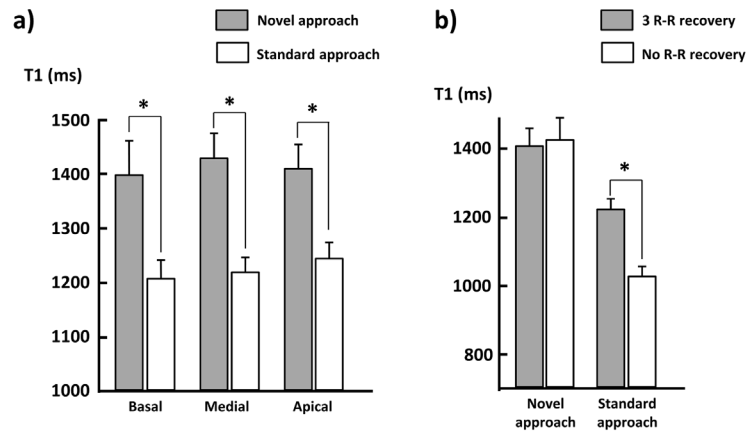 a)
Novel approach
Standard approach
T1 (ms)
1500
1400
1300
1200
1100
1000
*
*
*
Basal
Medial
Apical
b)
3 R-R recovery
No R-R recovery
T1 (ms)
1400
1200
1000
800
*
Novel approach
Standard approach